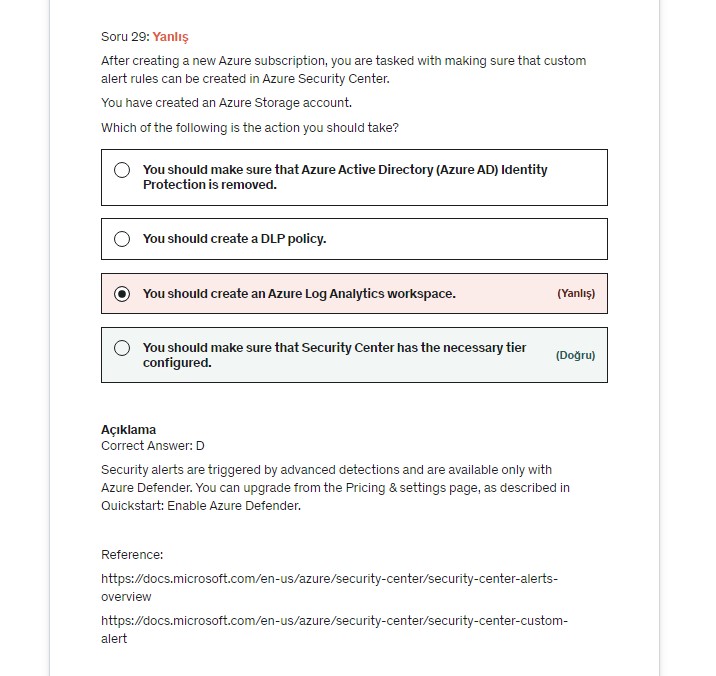 Soru 29: Yanlış
After creating a new Azure subscription, you are tasked with making sure that custom
alert rules can be created in Azure Security Center.
You have created an Azure Storage account.
Which of the following is the action you should take?
You should make sure that Azure Active Directory (Azure AD) Identity
Protection is removed.
You should create a DLP policy.
You should create an Azure Log Analytics workspace. (Yanlış)
You should make sure that Security Center has the necessary tier
configured. (Doğru)
Açıklama
Correct Answer: D
Security alerts are triggered by advanced detections and are available only with
Azure Defender. You can upgrade from the Pricing & settings page, as described in
Quickstart: Enable Azure Defender.
Reference:
https://docs.microsoft.com/en-us/azure/security-center/security-center-alerts-
overview
https://docs.microsoft.com/en-us/azure/security-center/security-center-custom-
alert